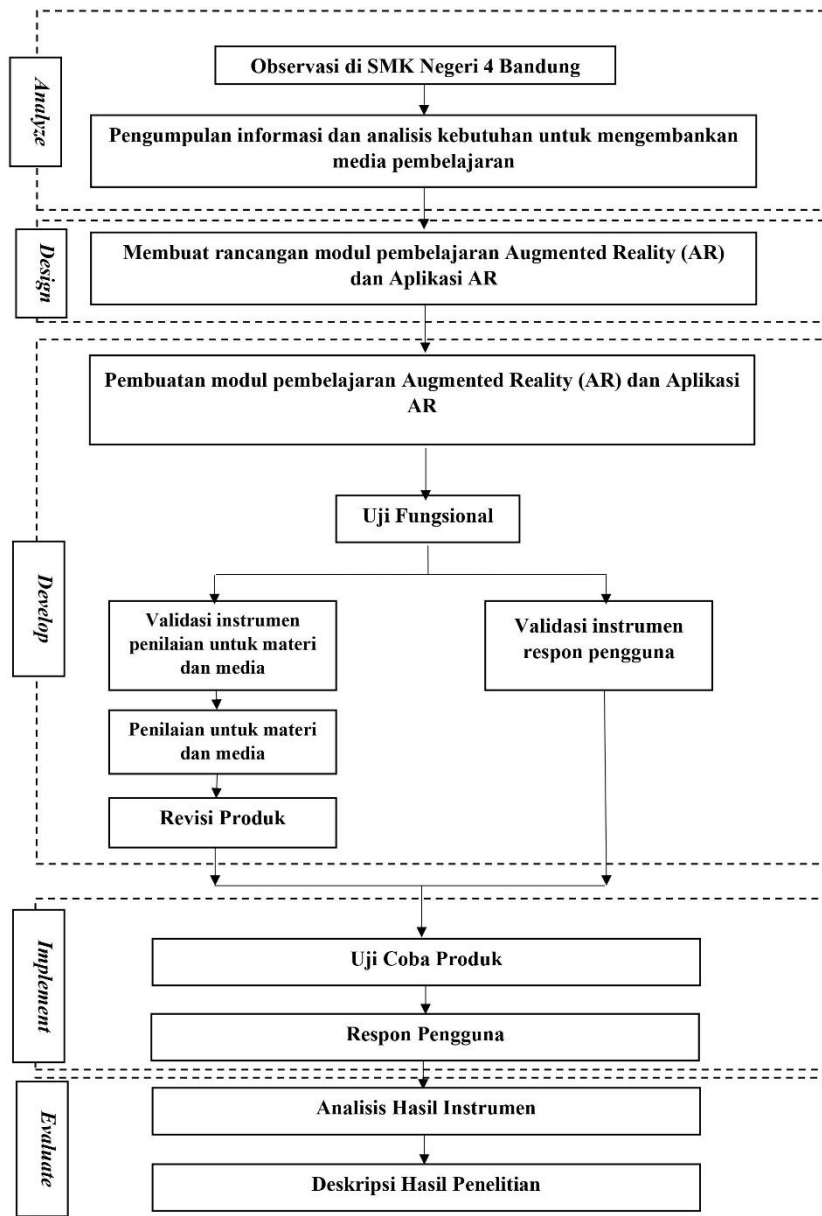 Analyze
Observasi di SMK Negeri 4 Bandung
Pengumpulan informasi dan analisis kebutuhan untuk mengembankan
media pembelajaran
Design
Membuat rancangan modul pembelajaran Augmented Reality (AR)
dan Aplikasi AR
Develop
Pembuatan modul pembelajaran Augmented Reality (AR) dan Aplikasi
AR
Uji Fungsional
Validasi instrumen
penilaian untuk materi
dan media
Validasi instrumen
respon pengguna
Penilaian untuk materi
dan media
Revisi Produk
Implement
Uji Coba Produk
Respon Pengguna
Evaluate
Analisis Hasil Instrumen
Deskripsi Hasil Penelitian